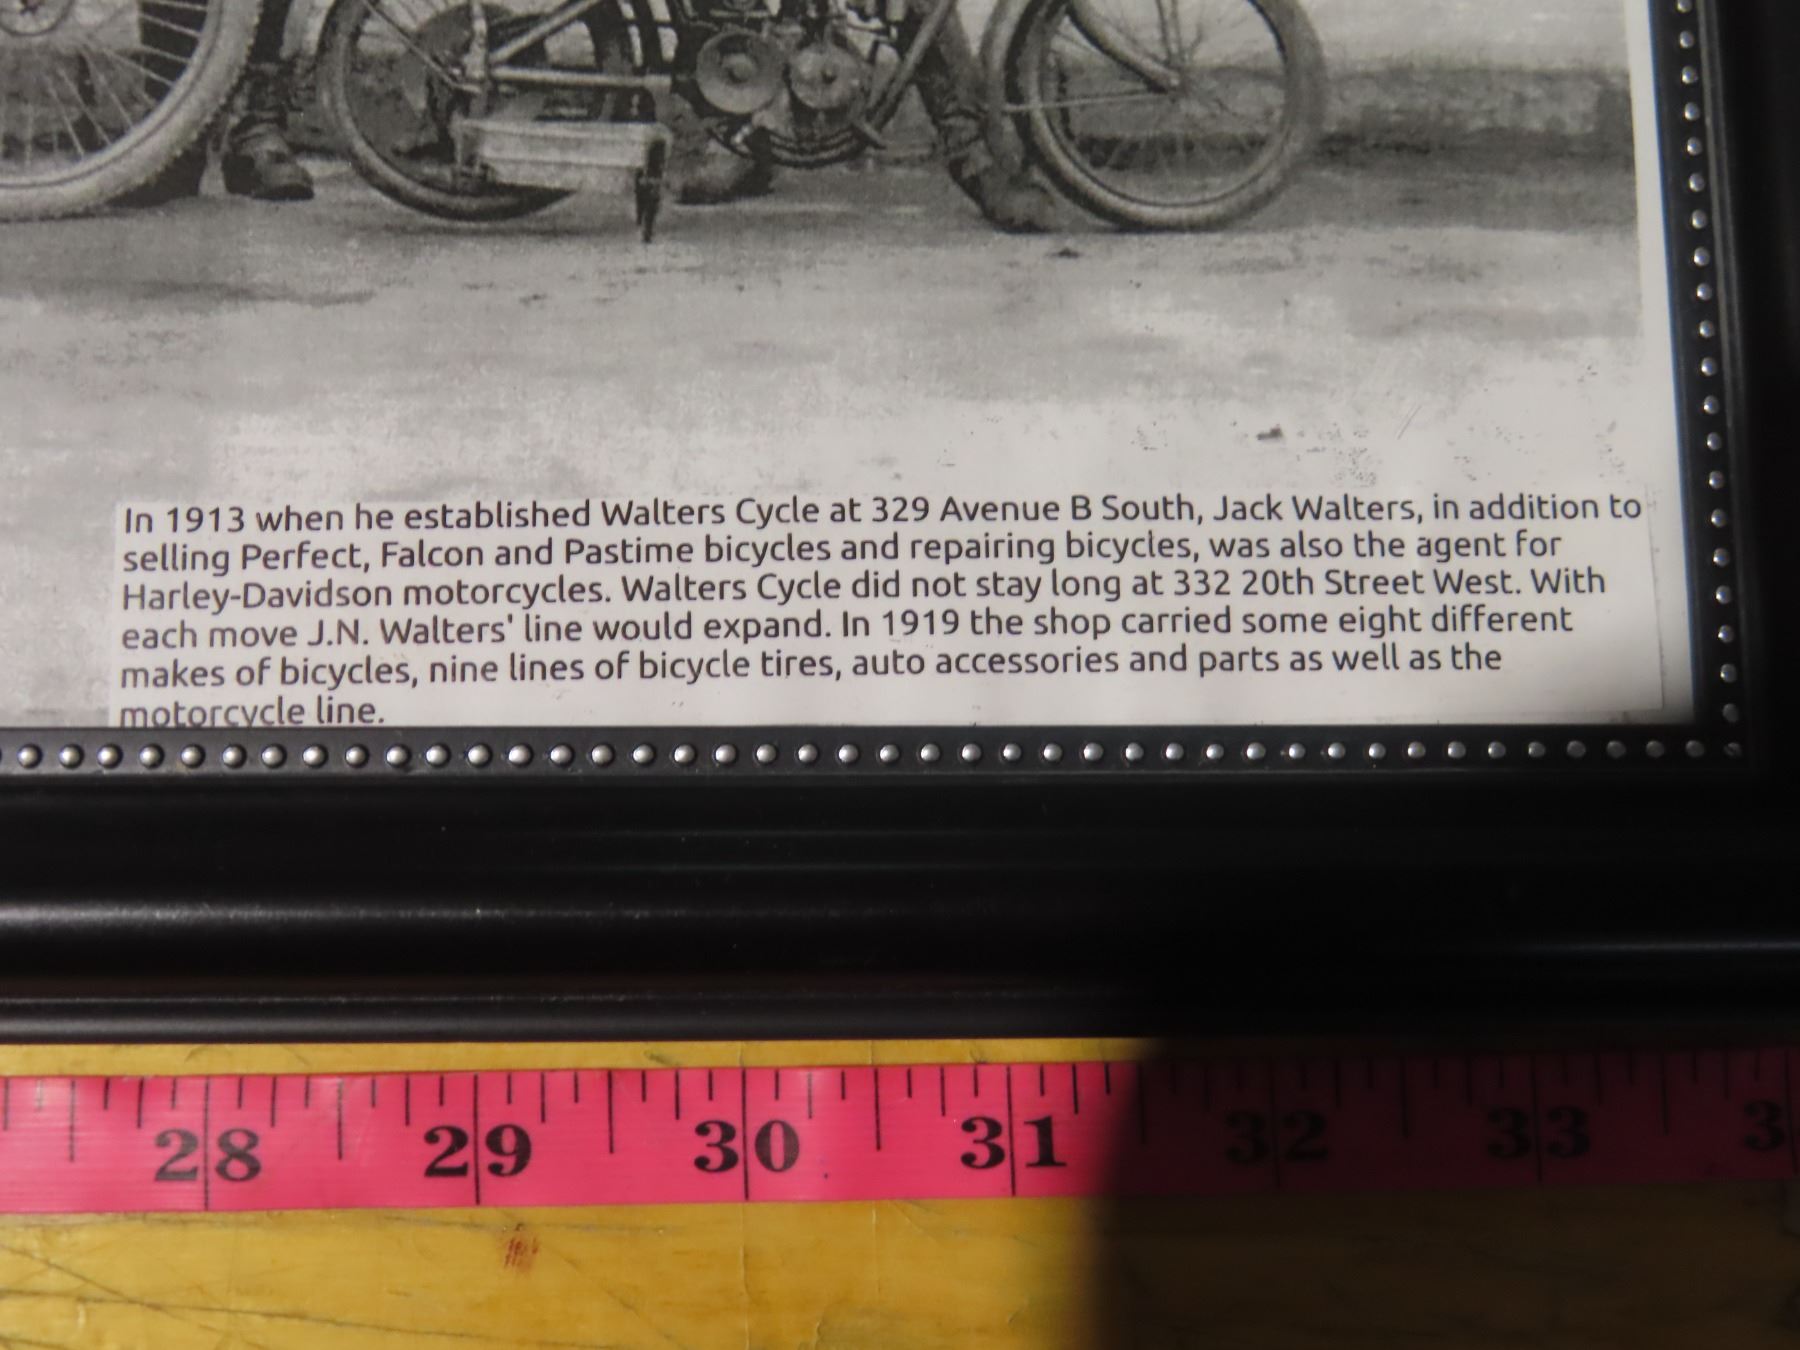 In 1913 when he established Walters Cycle at 329 Avenue B South, Jack Walters, in addition to
selling Perfect, Falcon and Pastime bicycles and repairing bicycles, was also the agent for
Harley-Davidson motorcycles. Walters Cycle did not stay long at 332 20th Street West. With
each move J.N. Walters' line would expand. In 1919 the shop carried some eight different
makes of bicycles, nine lines of bicycle tires, auto accessories and parts as well as the
motorcycle line.
28 29 30 31 32 33 3